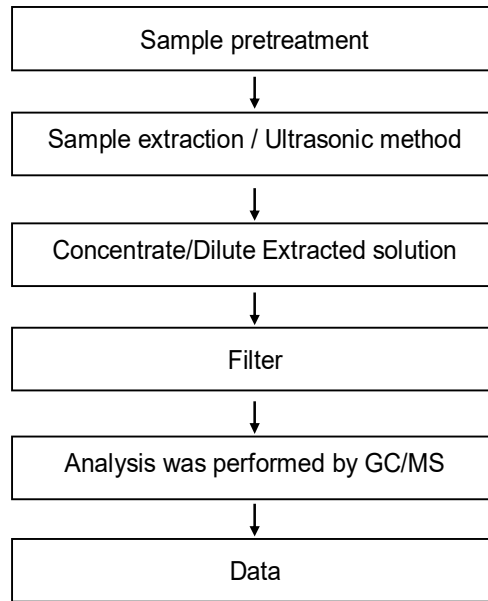 Sample pretreatment
Sample extraction / Ultrasonic method
Concentrate/Dilute Extracted solution
Filter
Analysis was performed by GC/MS
Data